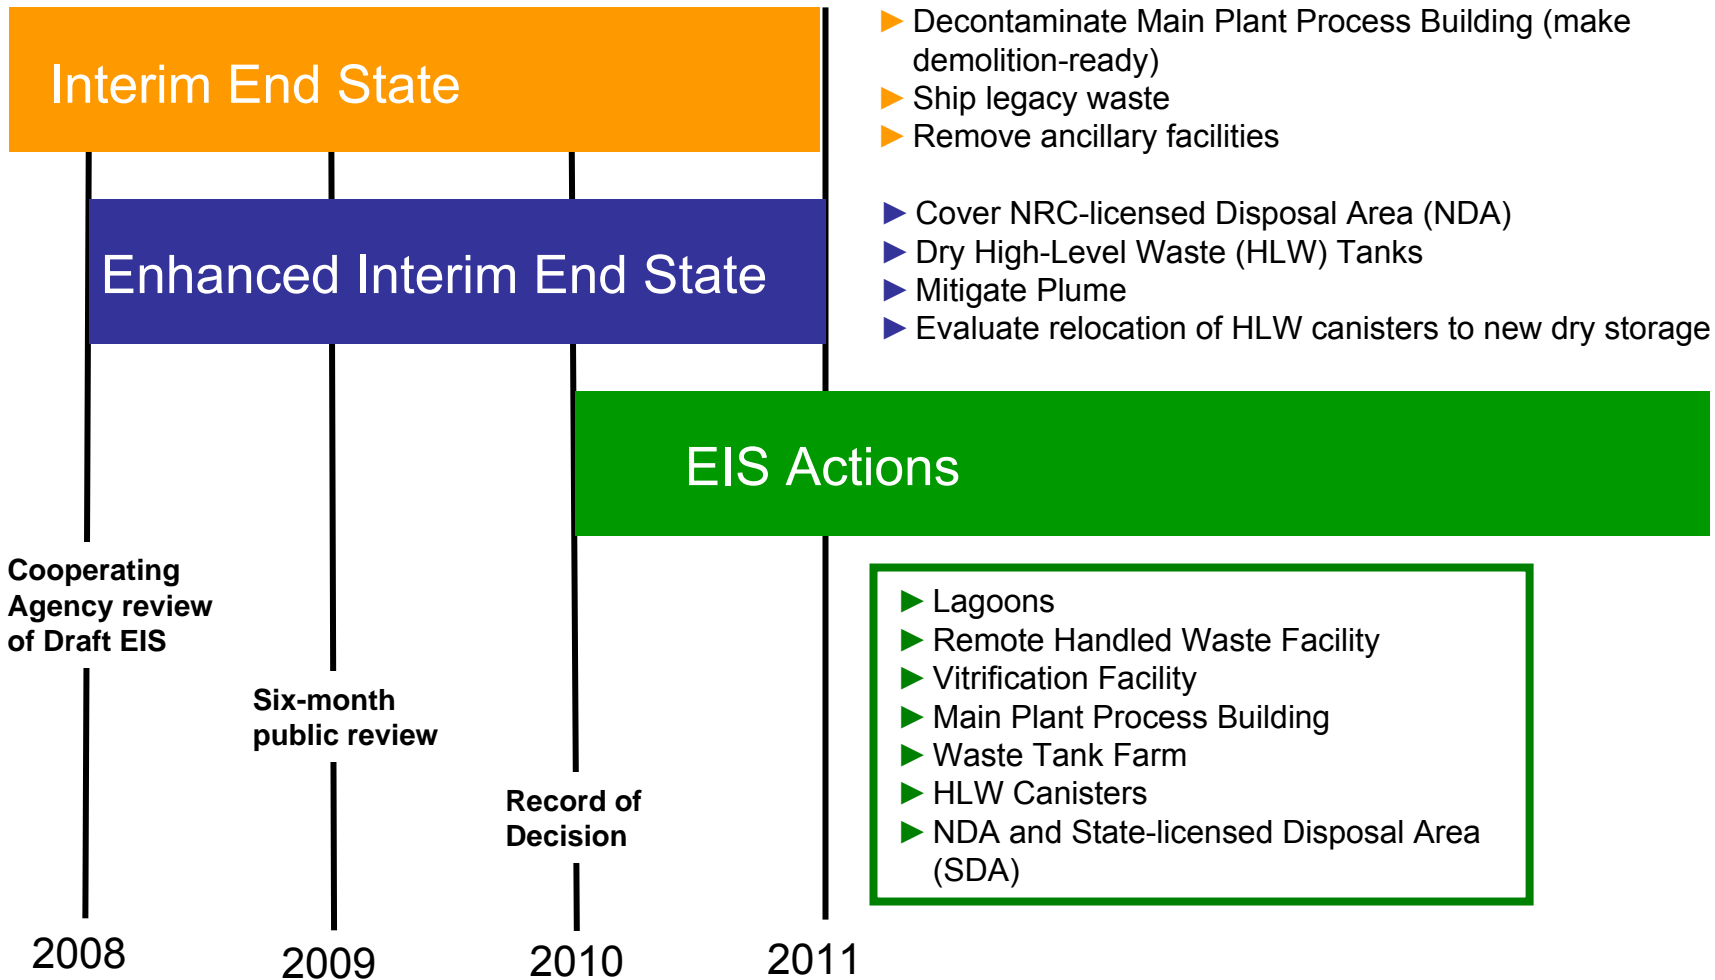 Interim End State
► Decontaminate Main Plant Process Building (make
demolition-ready)
► Ship legacy waste
► Remove ancillary facilities
Enhanced Interim End State
► Cover NRC-licensed Disposal Area (NDA)
► Dry High-Level Waste (HLW) Tanks
► Mitigate Plume
► Evaluate relocation of HLW canisters to new dry storage
EIS Actions
Cooperating
Agency review
of Draft EIS
Six-month
public review
Record of
Decision
► Lagoons
► Remote Handled Waste Facility
► Vitrification Facility
► Main Plant Process Building
► Waste Tank Farm
► HLW Canisters
► NDA and State-licensed Disposal Area
(SDA)
2008
2009
2010
2011